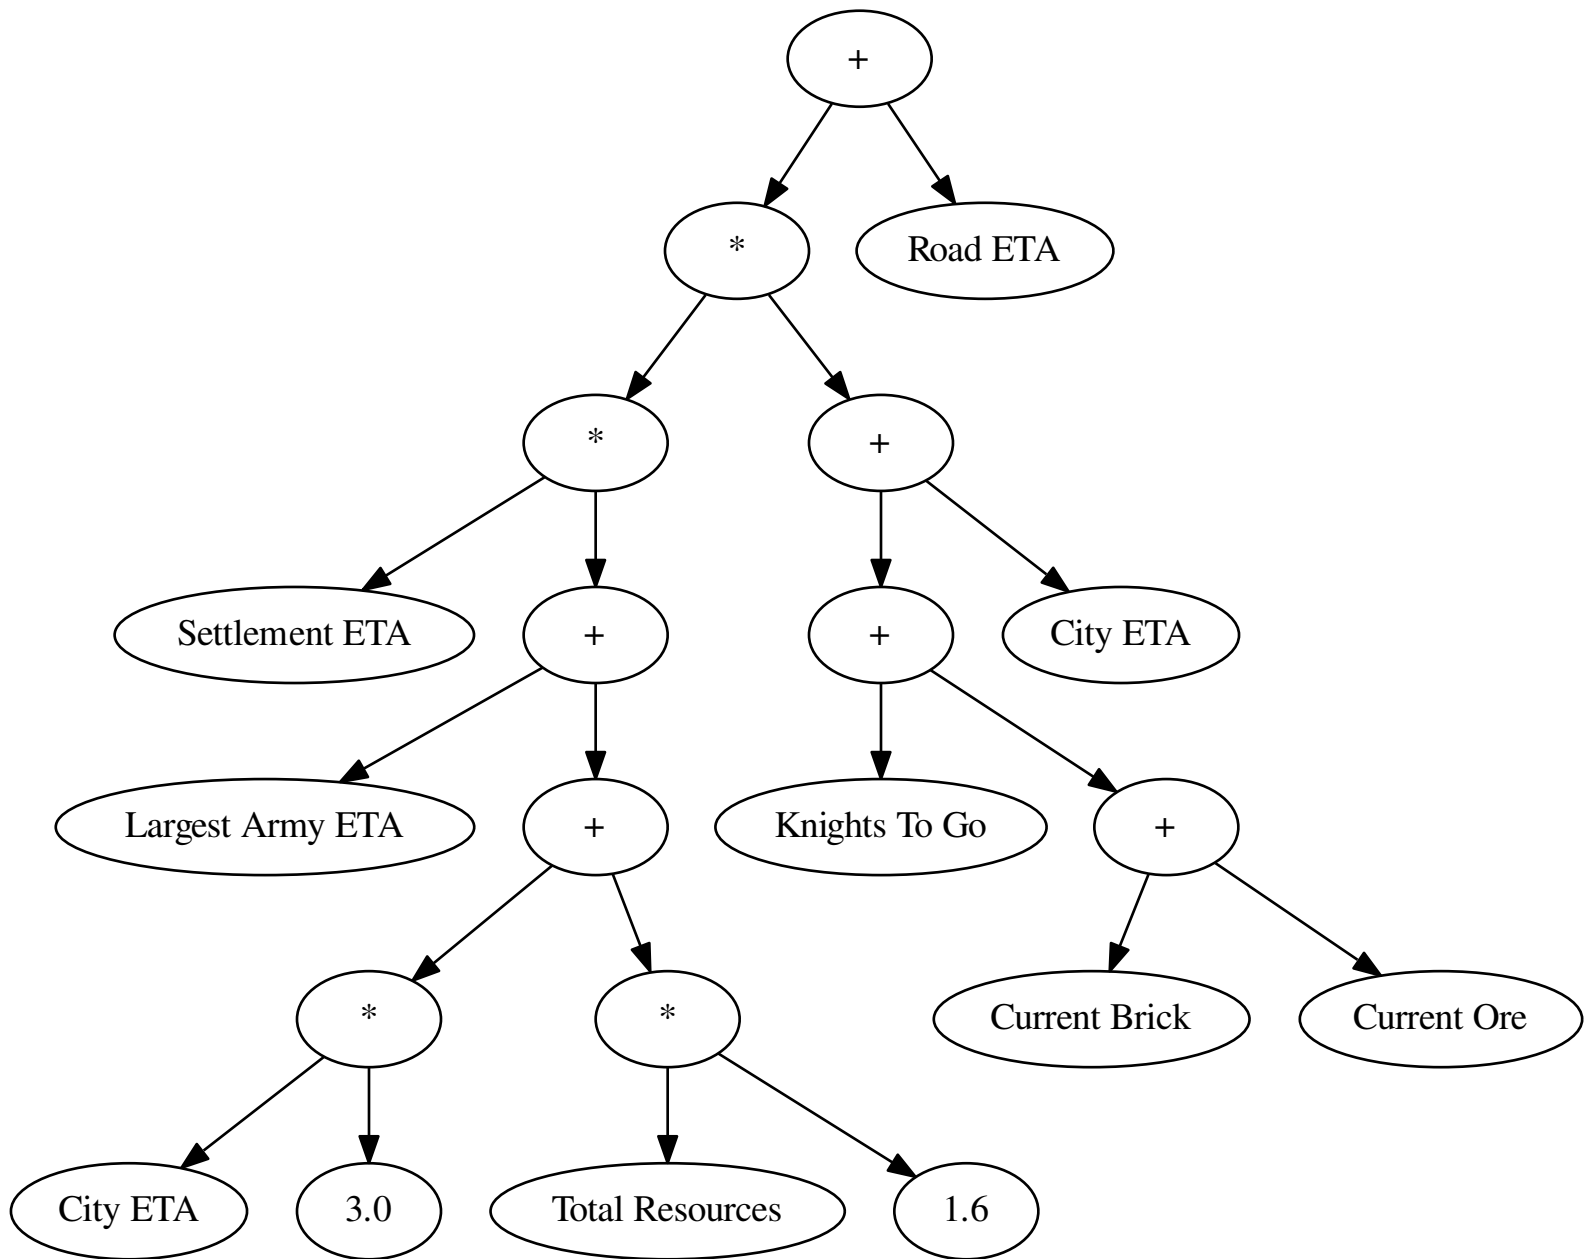 +
*
Road ETA
*
+
Settlement ETA
+
+
City ETA
Largest Army ETA
+
Knights To Go
+
*
*
Current Brick
Current Ore
City ETA
3.0
Total Resources
1.6